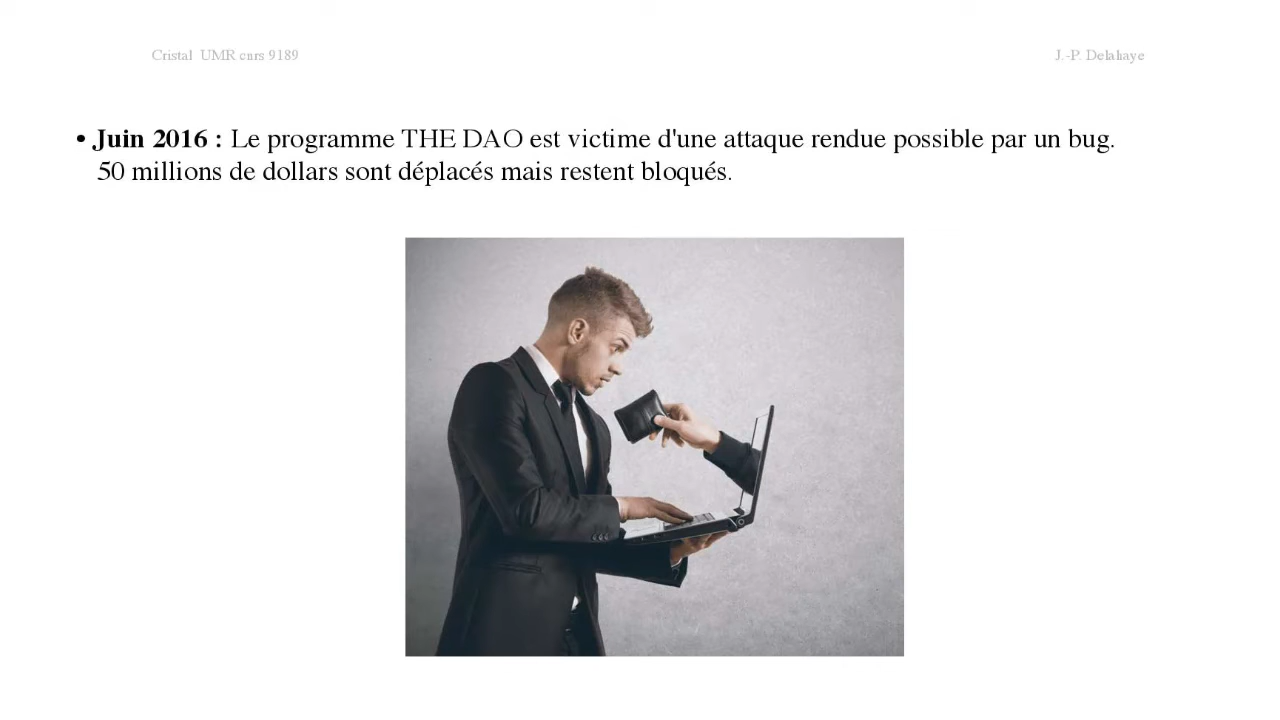 Cristal UMR cnrs 9189
J.-P. Delahaye
• Juin 2016 : Le programme THE DAO est victime d'une attaque rendue possible par un bug.
50 millions de dollars sont déplacés mais restent bloqués.